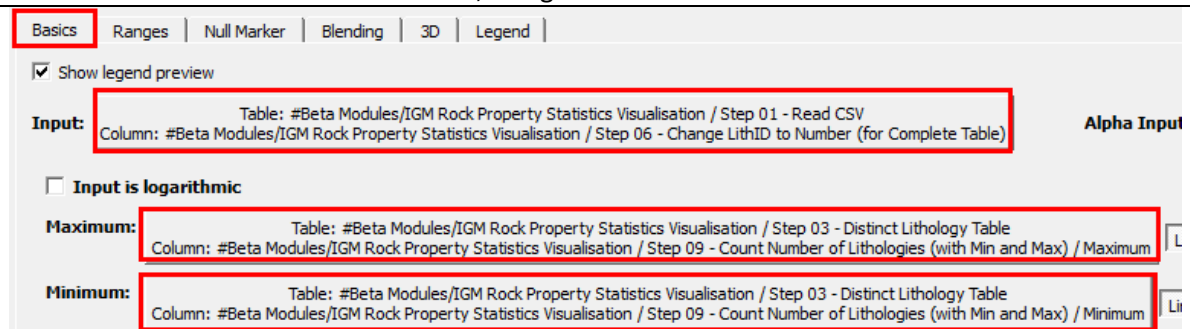 Basics Ranges Null Marker Blending 3D Legend
Show legend preview
Input: Table: #Beta Modules/IGM Rock Property Statistics Visualisation / Step 01 - Read CSV
Column: #Beta Modules/IGM Rock Property Statistics Visualisation / Step 06 - Change LithID to Number (for Complete Table)
Alpha Input
Input is logarithmic
Maximum: Table: #Beta Modules/IGM Rock Property Statistics Visualisation / Step 03 - Distinct Lithology Table
Column: #Beta Modules/IGM Rock Property Statistics Visualisation / Step 09 - Count Number of Lithologies (with Min and Max) / Maximum
Minimum: Table: #Beta Modules/IGM Rock Property Statistics Visualisation / Step 03 - Distinct Lithology Table
Column: #Beta Modules/IGM Rock Property Statistics Visualisation / Step 09 - Count Number of Lithologies (with Min and Max) / Minimum